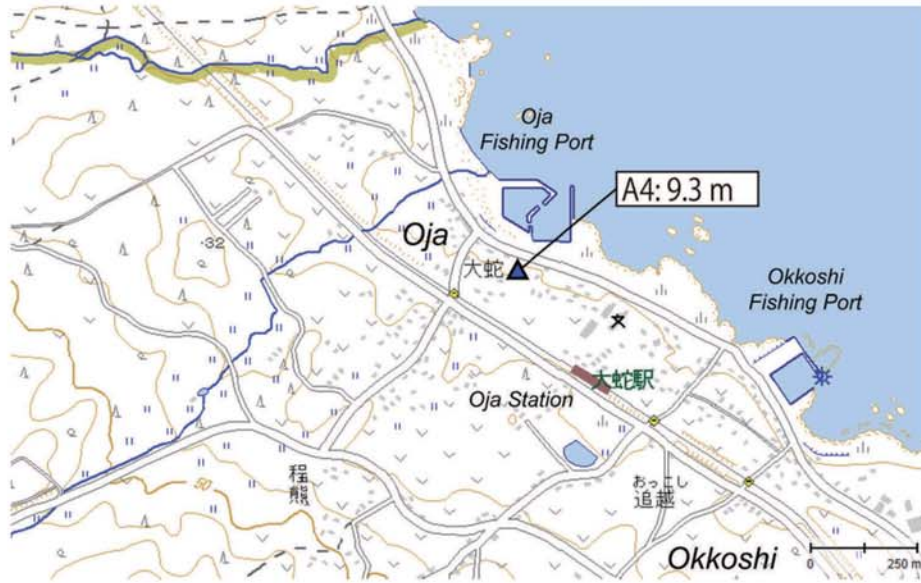 Oja
Fishing Port
A4: 9.3 m
Oja
大蛇
・32
Okkoshi
Fishing Port
大蛇駅
Oja Station
程熊
50
おっこし
追越
Okkoshi
0
250 m